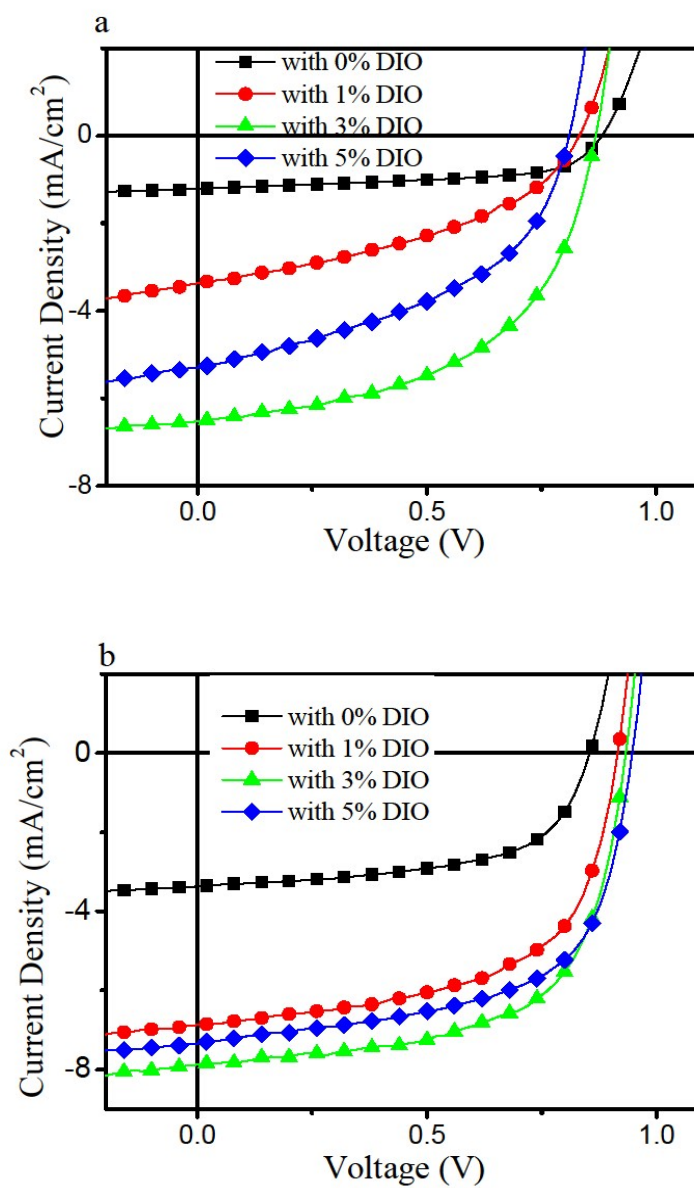 a
with 0% DIO
with 1% DIO
with 3% DIO
with 5% DIO
0
-4
-8
Current Density (mA/cm²)
0.0 0.5 1.0
Voltage (V)
b
with 0% DIO
with 1% DIO
with 3% DIO
with 5% DIO
0
-4
-8
Current Density (mA/cm²)
0.0 0.5 1.0
Voltage (V)